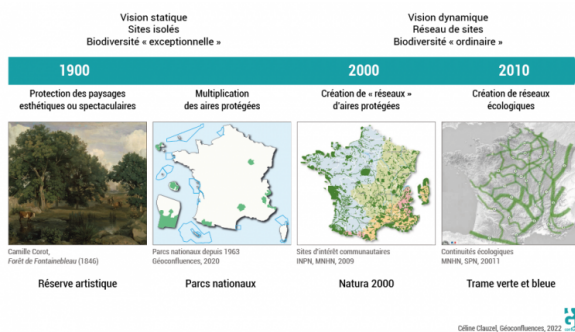 Vision statique
Sites isolés
Biodiversité « exceptionnelle »
Vision dynamique
Réseau de sites
Biodiversité « ordinaire »
1900
2000
2010
Protection des paysages
esthétiques ou spectaculaires
Multiplication
des aires protégées
Création de « réseaux »
d'aires protégées
Création de réseaux
écologiques
Camille Corot,
Forêt de Fontainebleau (1846)
Parcs nationaux depuis 1963
Géoconfluences, 2020
Sites d'intérêt communautaires
INPN, MNHN, 2009
Continuités écologiques
MNHN, SPN, 20011
Réserve artistique
Parcs nationaux
Natura 2000
Trame verte et bleue
Céline Clauzel, Géoconfluences, 2022